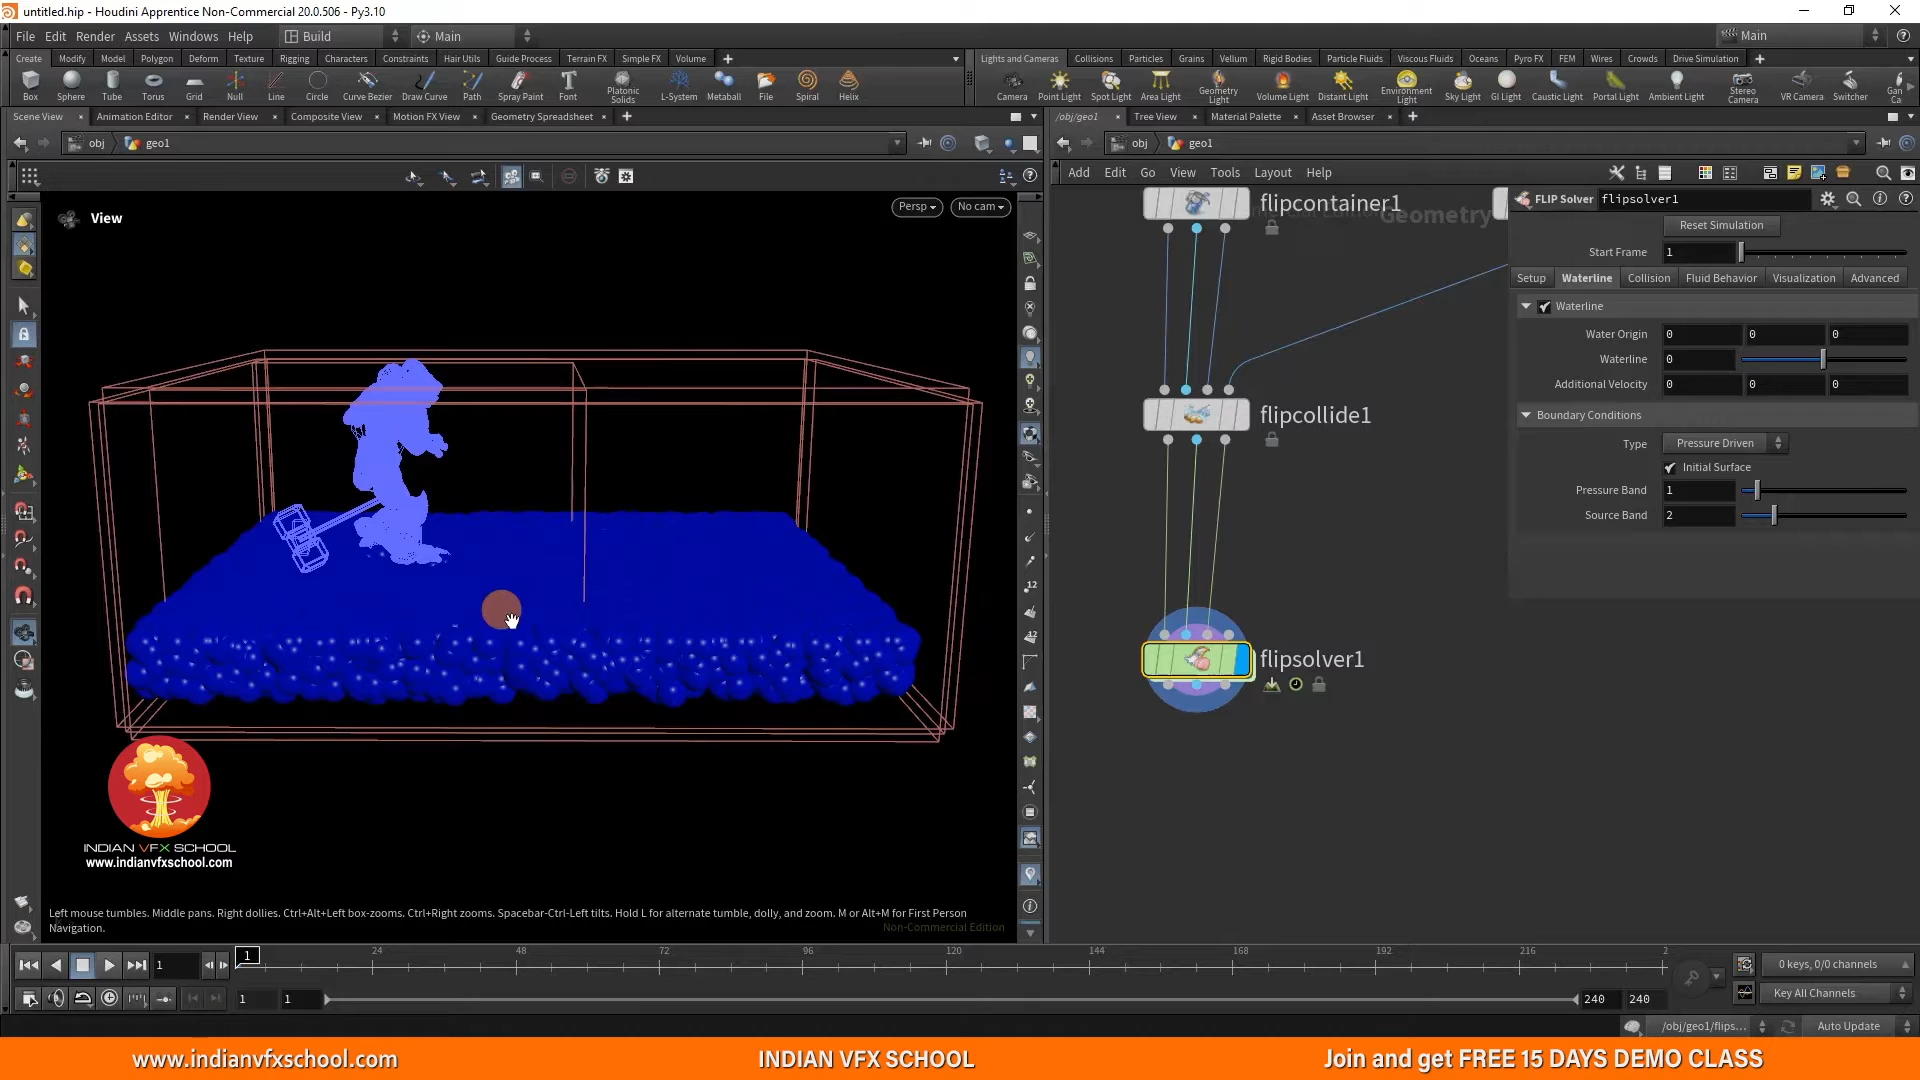 untitled.hip - Houdini Apprentice Non-Commercial 20.0.506 - Py3.10
File Edit Render Assets Windows Help Build Main Main
Create Modify Model Polygon Deform Texture Rigging Characters Constraints Hair Utils Guide Process Terrain FX Simple FX Volume
Lights and Cameras Collisions Particles Grains Vellum Rigid Bodies Particle Fluids Viscous Fluids Oceans Pyro FX FEM Wires Crowds Drive Simulation
Box Sphere Tube Torus Grid Null Line Circle Curve Bezier Draw Curve Path Spray Paint Font Platonic Solids L-System Metaball File Spiral Helix
Camera Point Light Spot Light Area Light Geometry Light Volume Light Distant Light Environment Light Sky Light GI Light Caustic Light Portal Light Ambient Light Stereo Camera VR Camera Switcher Gan Ca
Scene View Animation Editor Render View Composite View Motion FX View Geometry Spreadsheet
/obj/geo1 Tree View Material Palette Asset Browser
obj geo1
obj geo1
Add Edit Go View Tools Layout Help
View
Persp No cam
flipcontainer1
Geometry
FLIP Solver flipsolver1
Reset Simulation
Start Frame 1
Setup Waterline Collision Fluid Behavior Visualization Advanced
Waterline
Water Origin 0 0 0
Waterline 0
Additional Velocity 0 0 0
Boundary Conditions
Type Pressure Driven
Initial Surface
Pressure Band 1
Source Band 2
flipcollide1
flipsolver1
12
12
INDIAN VFX SCHOOL
www.indianvfxschool.com
Left mouse tumbles. Middle pans. Right dollies. Ctrl+Alt+Left box-zooms. Ctrl+Right zooms. Spacebar-Ctrl-Left tilts. Hold L for alternate tumble, dolly, and zoom. M or Alt+M for First Person
Navigation.
Non-Commercial Edition
1 1 24 48 72 96 120 144 168 192 216 2
0 keys, 0/0 channels
1 1 240 240
Key All Channels
/obj/geo1/flips... Auto Update
www.indianvfxschool.com INDIAN VFX SCHOOL Join and get FREE 15 DAYS DEMO CLASS